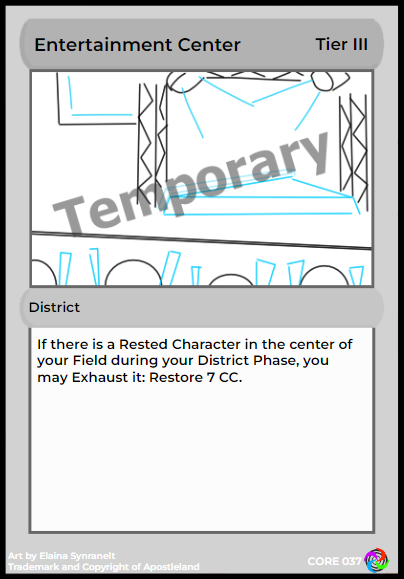 Entertainment Center
Tier III
Temporary
District
If there is a Rested Character in the center of
your Field during your District Phase, you
may Exhaust it: Restore 7 CC.
Art by Elaina Synranelt
Trademark and Copyright of Apostleland
CORE 037